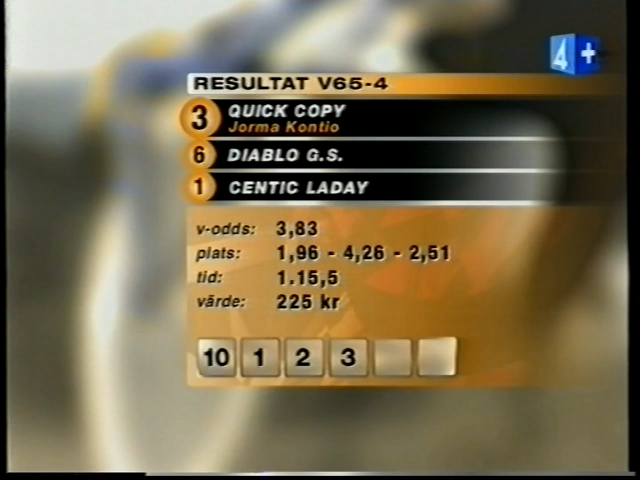 4+
RESULTAT V65-4
3 QUICK COPY
Jorma Kontio
6 DIABLO G.S.
1 CENTIC LADAY
v-odds: 3,83
plats: 1,96 - 4,26 - 2,51
tid: 1.15,5
värde: 225 kr
10 1 2 3